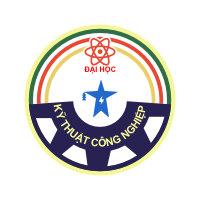 ĐẠI HỌC
KỸ THUẬT CÔNG NGHIỆP